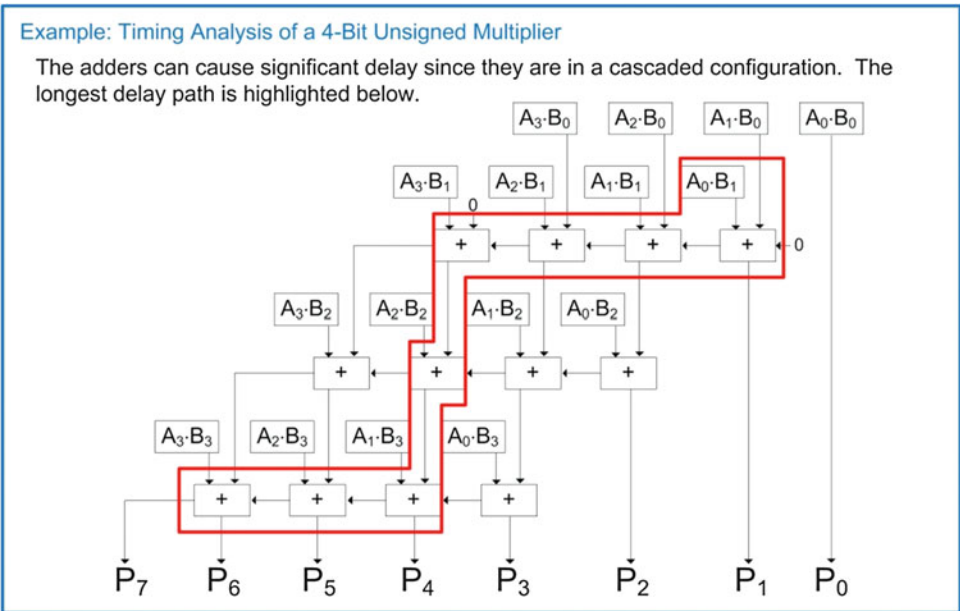 Example: Timing Analysis of a 4-Bit Unsigned Multiplier
The adders can cause significant delay since they are in a cascaded configuration.  The
longest delay path is highlighted below.
A₃·B₀ A₂·B₀ A₁·B₀ A₀·B₀
A₃·B₁ A₂·B₁ A₁·B₁ A₀·B₁
0
+ + + + 0
A₃·B₂ A₂·B₂ A₁·B₂ A₀·B₂
+ + + +
A₃·B₃ A₂·B₃ A₁·B₃ A₀·B₃
+ + + +
P₇ P₆ P₅ P₄ P₃ P₂ P₁ P₀